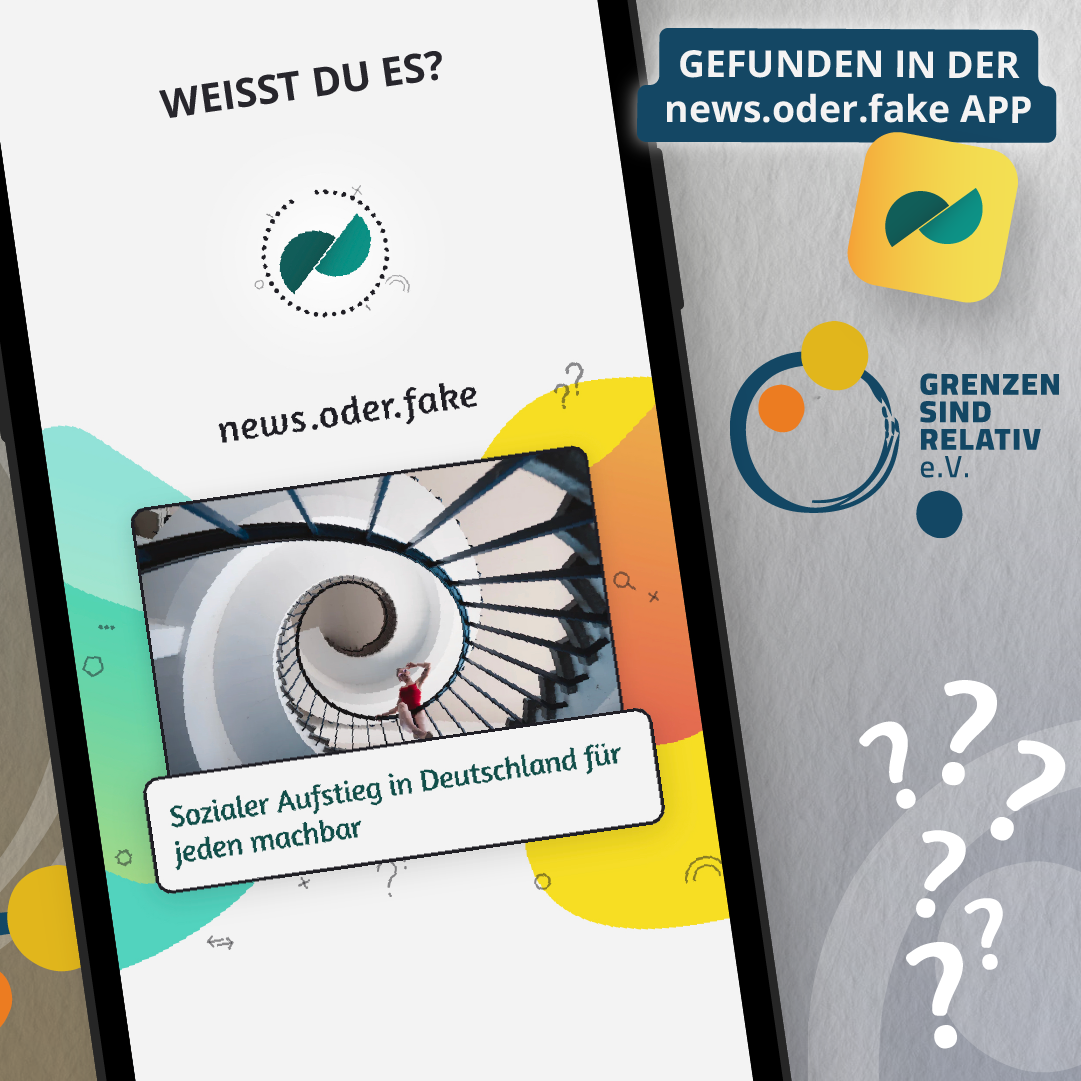 WEISST DU ES?
GEFUNDEN IN DER
news.oder.fake APP
news.oder.fake
GRENZEN
SIND
RELATIV
e.V.
Sozialer Aufstieg in Deutschland für
jeden machbar